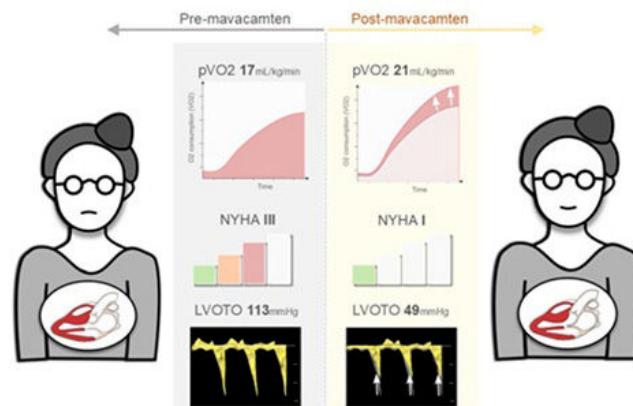 Pre-mavacamten
Post-mavacamten
pVO2 17mL/kg/min
O2 consumption (VO2)
Time
NYHA III
LVOTO 113mmHg
pVO2 21mL/kg/min
O2 consumption (VO2)
Time
NYHA I
LVOTO 49mmHg